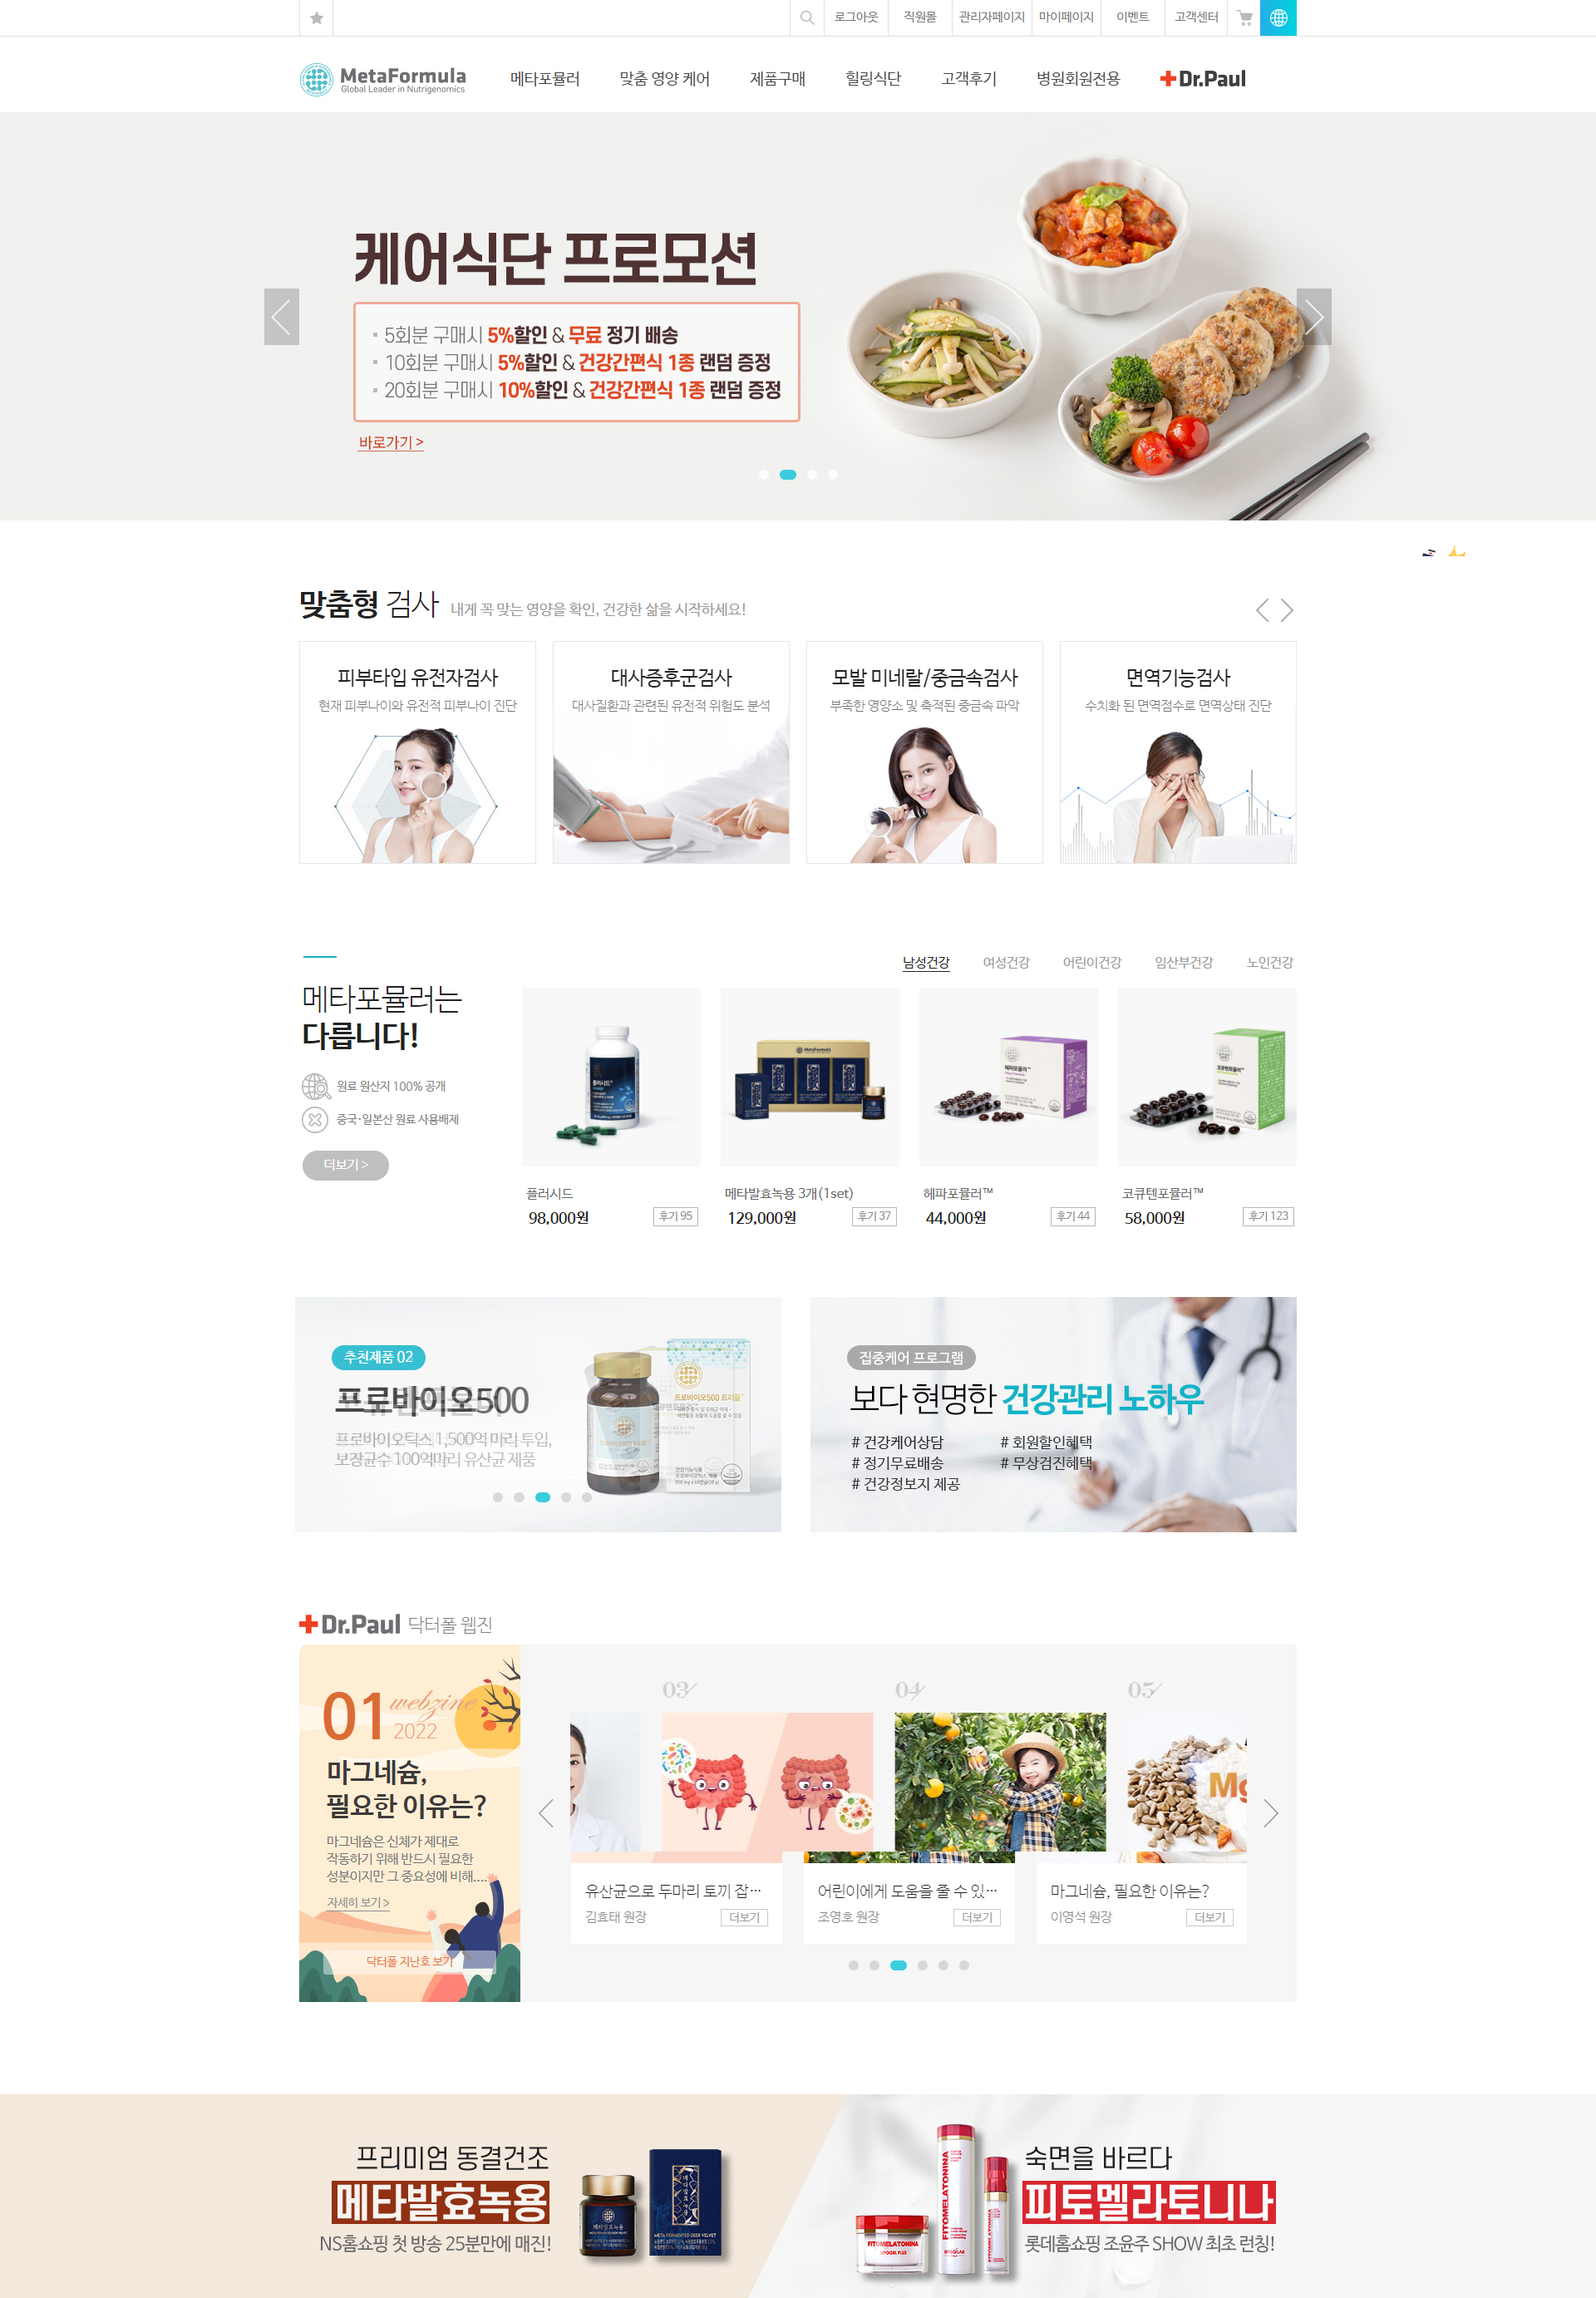 로그아웃
직원몰
관리자페이지
마이페이지
이벤트
고객센터
MetaFormula
Global Leader in Nutrigenomics
메타포뮬러
맞춤 영양 케어
제품구매
힐링식단
고객후기
병원회원전용
Dr.Paul
케어식단 프로모션
5회분 구매시 5%할인 & 무료 정기 배송
10회분 구매시 5%할인 & 건강간편식 1종 랜덤 증정
20회분 구매시 10%할인 & 건강간편식 1종 랜덤 증정
바로가기 >
맞춤형 검사
내게 꼭 맞는 영양을 확인, 건강한 삶을 시작하세요!
피부타입 유전자검사
현재 피부나이와 유전적 피부나이 진단
대사증후군검사
대사질환과 관련된 유전적 위험도 분석
모발 미네랄/중금속검사
부족한 영양소 및 축적된 중금속 파악
면역기능검사
수치화 된 면역점수로 면역상태 진단
남성건강
여성건강
어린이건강
임산부건강
노인건강
메타포뮬러는
다릅니다!
원료 원산지 100% 공개
중국·일본산 원료 사용배제
더보기 >
플러시드
98,000원
후기 95
메타발효녹용 3개(1set)
129,000원
후기 37
헤파포뮬러™
44,000원
후기 44
코큐텐포뮬러™
58,000원
후기 123
추천제품 02
프로바이오500
프로바이오틱스 1,500억 마리 투입,
보장균수 100억마리 유산균 제품
집중케어 프로그램
보다 현명한 건강관리 노하우
# 건강케어상담
# 회원할인혜택
# 정기무료배송
# 무상검진혜택
# 건강정보지 제공
Dr.Paul 닥터폴 웹진
01 webzine
2022
마그네슘,
필요한 이유는?
마그네슘은 신체가 제대로
작동하기 위해 반드시 필요한
성분이지만 그 중요성에 비해....
자세히 보기 >
닥터폴 지난호 보기
03
04
05
Mg
유산균으로 두마리 토끼 잡…
김효태 원장
더보기
어린이에게 도움을 줄 수 있…
조영호 원장
더보기
마그네슘, 필요한 이유는?
이영석 원장
더보기
프리미엄 동결건조
메타발효녹용
NS홈쇼핑 첫 방송 25분만에 매진!
메타발효녹용
META FERMENTED DEER VELVET
FITOMELATONINA
FITOMELATONINA
FITOMELATONINA
LIPOGEL PLUS
숙면을 바르다
피토멜라토니나
롯데홈쇼핑 조윤주 SHOW 최초 런칭!